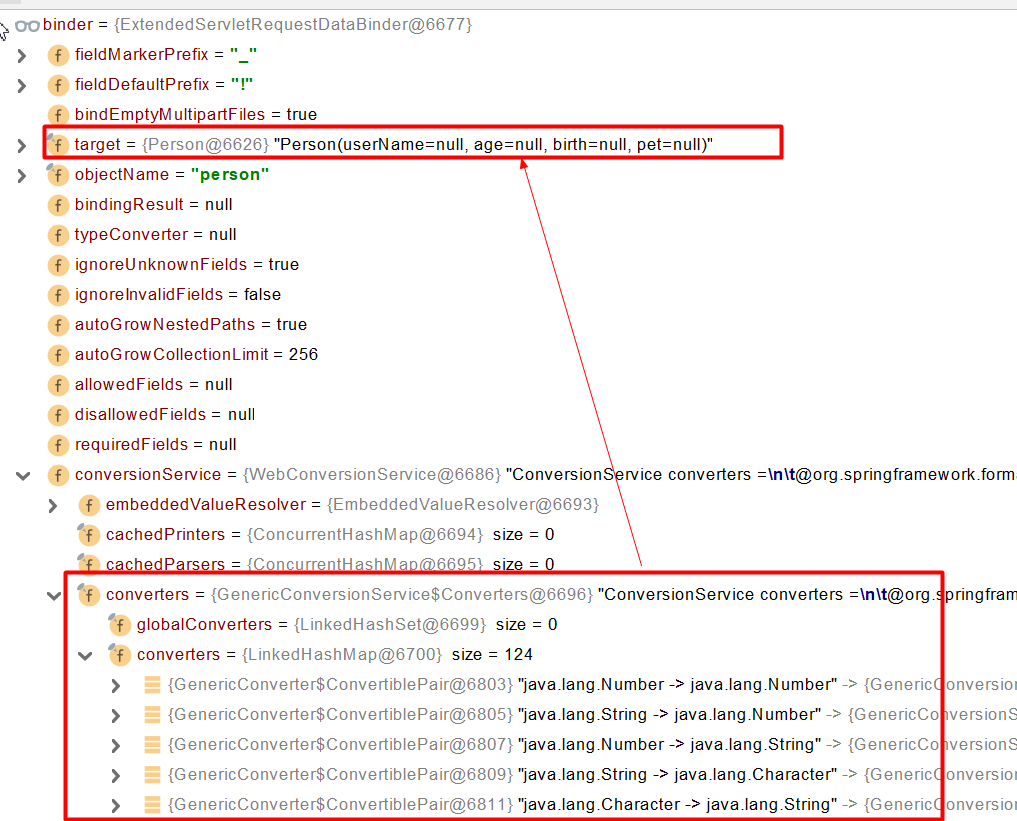 binder = {ExtendedServletRequestDataBinder@6677}
f fieldMarkerPrefix = "_"
f fieldDefaultPrefix = "!"
f bindEmptyMultipartFiles = true
f target = {Person@6626} "Person(userName=null, age=null, birth=null, pet=null)"
f objectName = "person"
f bindingResult = null
f typeConverter = null
f ignoreUnknownFields = true
f ignoreInvalidFields = false
f autoGrowNestedPaths = true
f autoGrowCollectionLimit = 256
f allowedFields = null
f disallowedFields = null
f requiredFields = null
f conversionService = {WebConversionService@6686} "ConversionService converters =\n\t@org.springframework.forma
f embeddedValueResolver = {EmbeddedValueResolver@6693}
f cachedPrinters = {ConcurrentHashMap@6694} size = 0
f cachedParsers = {ConcurrentHashMap@6695} size = 0
f converters = {GenericConversionService$Converters@6696} "ConversionService converters =\n\t@org.springfram
f globalConverters = {LinkedHashSet@6699} size = 0
f converters = {LinkedHashMap@6700} size = 124
{GenericConverter$ConvertiblePair@6803} "java.lang.Number -> java.lang.Number" -> {GenericConversion
{GenericConverter$ConvertiblePair@6805} "java.lang.String -> java.lang.Number" -> {GenericConversionS
{GenericConverter$ConvertiblePair@6807} "java.lang.Number -> java.lang.String" -> {GenericConversionS
{GenericConverter$ConvertiblePair@6809} "java.lang.String -> java.lang.Character" -> {GenericConversio
{GenericConverter$ConvertiblePair@6811} "java.lang.Character -> java.lang.String" -> {GenericConversio